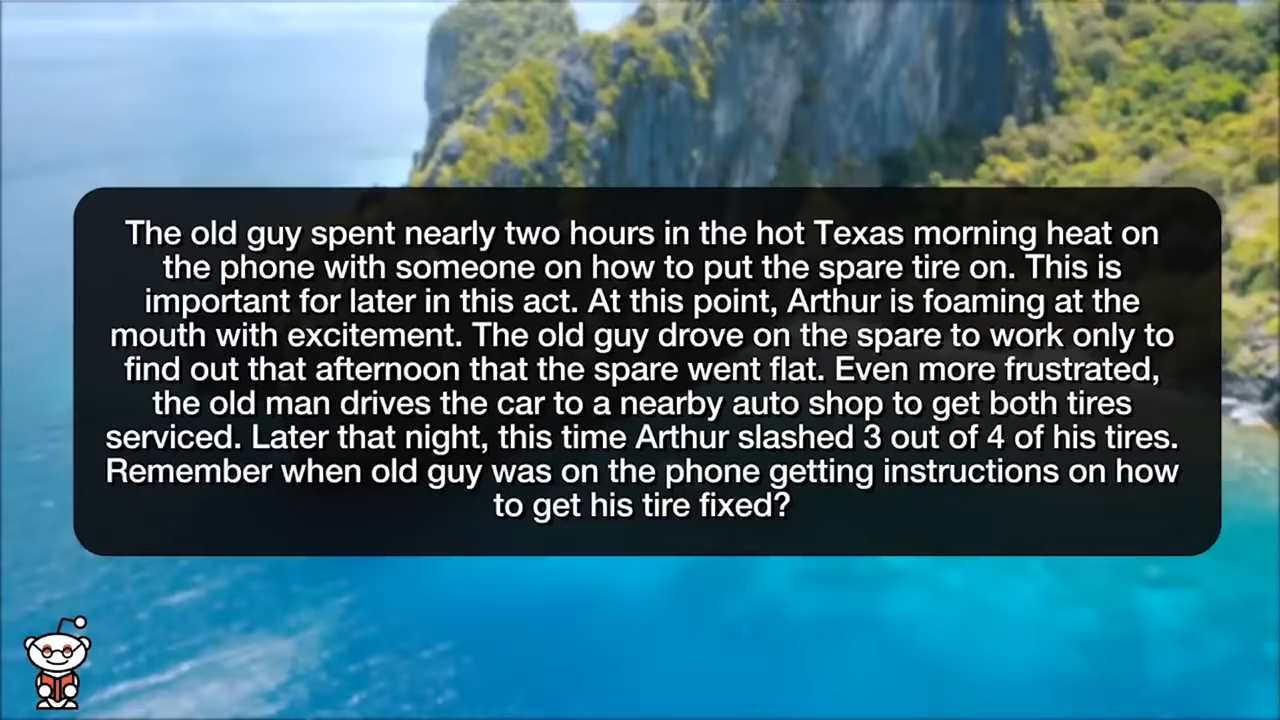 The old guy spent nearly two hours in the hot Texas morning heat on
the phone with someone on how to put the spare tire on. This is
important for later in this act. At this point, Arthur is foaming at the
mouth with excitement. The old guy drove on the spare to work only to
find out that afternoon that the spare went flat. Even more frustrated,
the old man drives the car to a nearby auto shop to get both tires
serviced. Later that night, this time Arthur slashed 3 out of 4 of his tires.
Remember when old guy was on the phone getting instructions on how
to get his tire fixed?